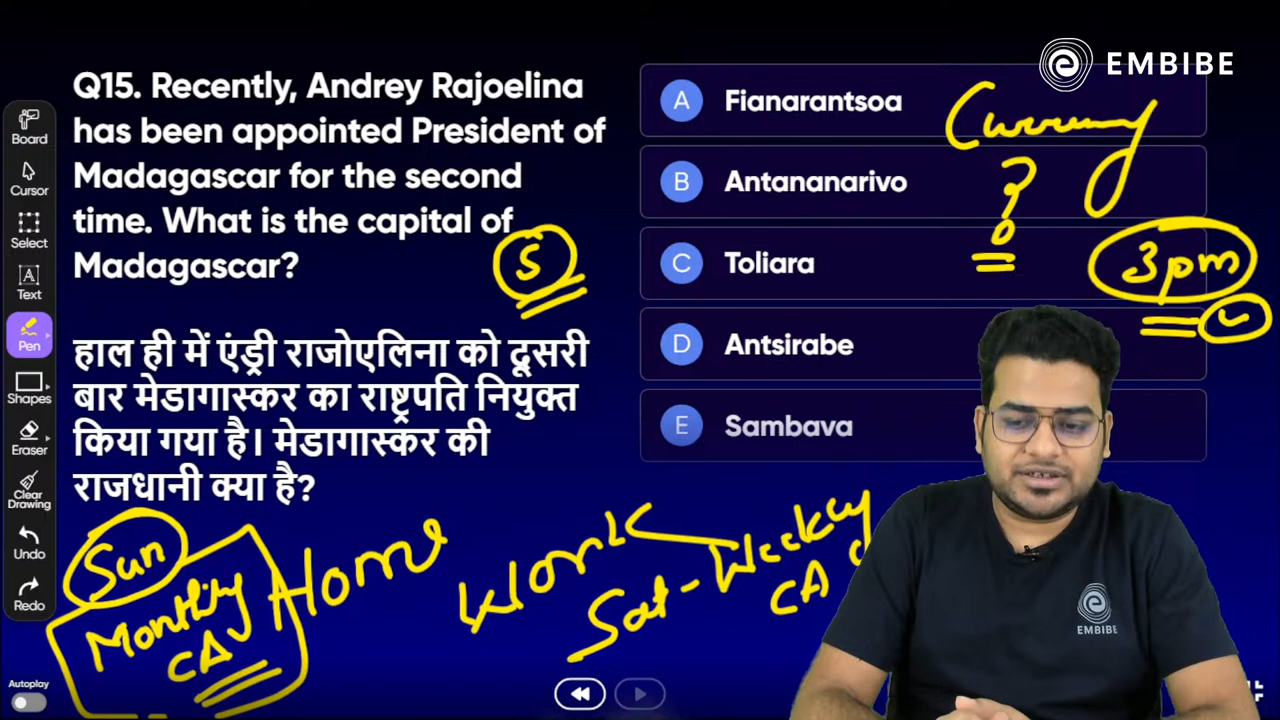 EMBIBE
Q15. Recently, Andrey Rajoelina
has been appointed President of
Madagascar for the second
time. What is the capital of
Madagascar?
5
हाल ही में एंड्री राजोएलिना को दूसरी
बार मेडागास्कर का राष्ट्रपति नियुक्त
किया गया है। मेडागास्कर की
राजधानी क्या है?
A Fianarantsoa
B Antananarivo
C Toliara
D Antsirabe
E Sambava
Currency
?
3pm
Board
Cursor
Select
A
Text
Pen
Shapes
Eraser
Clear
Drawing
Undo
Redo
Autoplay
Sun
Monthly
CA
Home
Work
Sat - Weekly
CA
EMBIBE